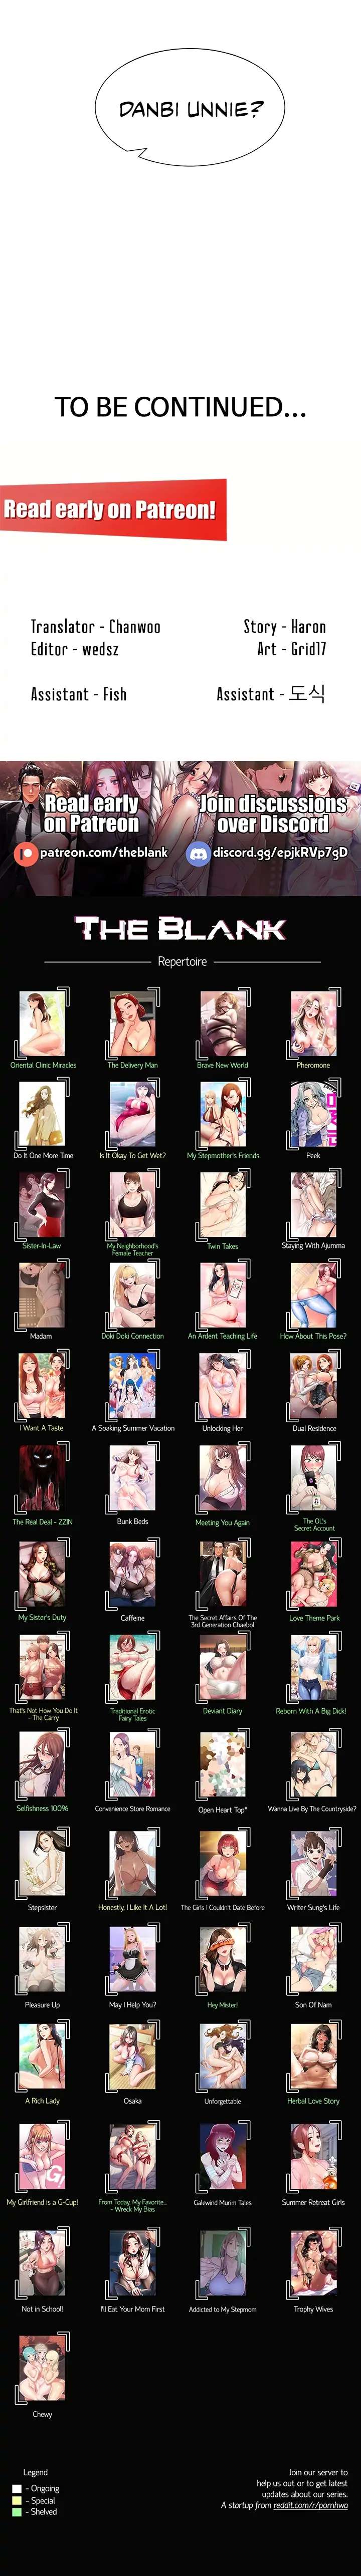 DANBI UNNIE?
TO BE CONTINUED...
Read early on Patreon!
Translator - Chanwoo
Story - Haron
Editor - wedsz
Art - Grid17
Assistant - Fish
Assistant - 도식
Read early
on Patreon
patreon.com/theblank
Join discussions
over Discord
discord.gg/epjkRVp7gD
THE BLANK
Repertoire
Oriental Clinic Miracles
The Delivery Man
Brave New World
Pheromone
Do It One More Time
Is It Okay To Get Wet?
My Stepmother's Friends
Peek
Sister-In-Law
My Neighborhood's
Female Teacher
Twin Takes
Staying With Ajumma
Madam
Doki Doki Connection
An Ardent Teaching Life
How About This Pose?
I Want A Taste
A Soaking Summer Vacation
Unlocking Her
Dual Residence
The Real Deal - ZZIN
Bunk Beds
Meeting You Again
The OL's
Secret Account
My Sister's Duty
Caffeine
The Secret Affairs Of The
3rd Generation Chaebol
Love Theme Park
That's Not How You Do It
- The Carry
Traditional Erotic
Fairy Tales
Deviant Diary
Reborn With A Big Dick!
Selfishness 100%
Convenience Store Romance
Open Heart Top*
Wanna Live By The Countryside?
Stepsister
Honestly, I Like It A Lot!
The Girls I Couldn't Date Before
Writer Sung's Life
Pleasure Up
May I Help You?
Hey Mister!
Son Of Nam
A Rich Lady
Osaka
Unforgettable
Herbal Love Story
My Girlfriend is a G-Cup!
From Today, My Favorite...
- Wreck My Bias
Galewind Murim Tales
Summer Retreat Girls
Not in School!
I'll Eat Your Mom First
Addicted to My Stepmom
Trophy Wives
Chewy
Legend
- Ongoing
- Special
- Shelved
Join our server to
help us out or to get latest
updates about our series.
A startup from reddit.com/r/pornhwa